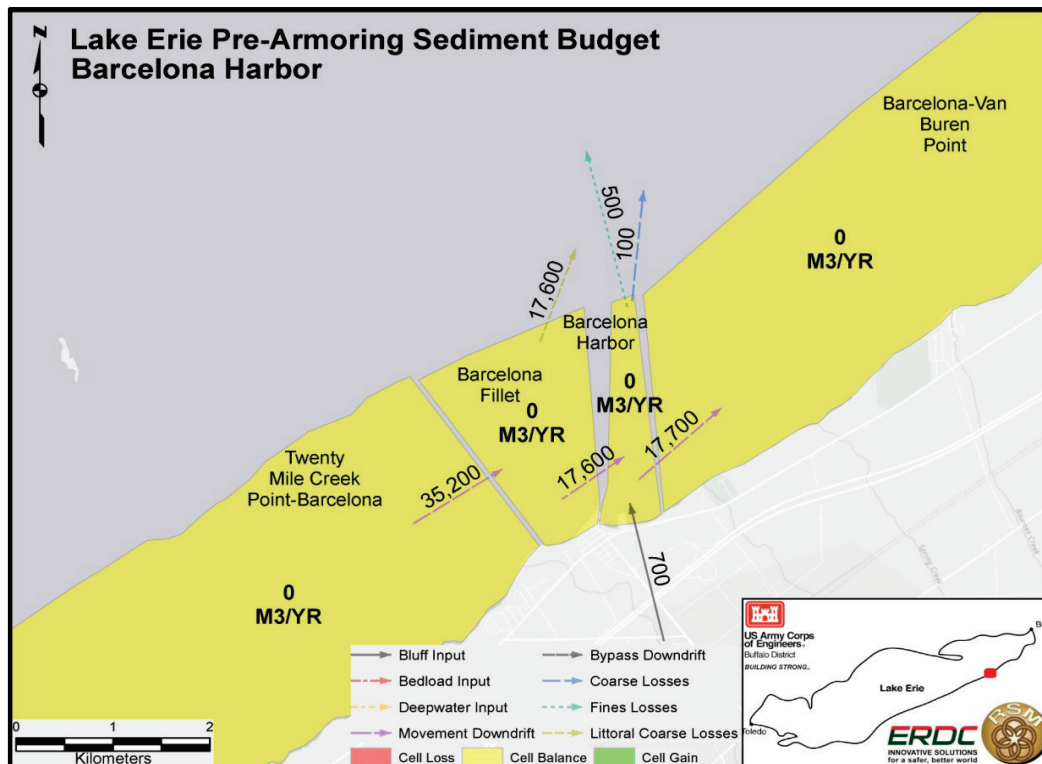 Lake Erie Pre-Armoring Sediment Budget
Barcelona Harbor
N
Barcelona-Van
Buren
Point
0
M3/YR
500
100
17,600
Barcelona
Harbor
0
M3/YR
Barcelona
Fillet
0
M3/YR
17,700
17,600
35,200
Twenty
Mile Creek
Point-Barcelona
0
M3/YR
700
Spring Creek
Bournes Creek
Bluff Input
Bypass Downdrift
Bedload Input
Coarse Losses
Deepwater Input
Fines Losses
Movement Downdrift
Littoral Coarse Losses
Cell Loss
Cell Balance
Cell Gain
0 1 2
Kilometers
US Army Corps
of Engineers®
Buffalo District
BUILDING STRONG®
B
Lake Erie
Toledo
ERDC
INNOVATIVE SOLUTIONS
for a safer, better world
RSM